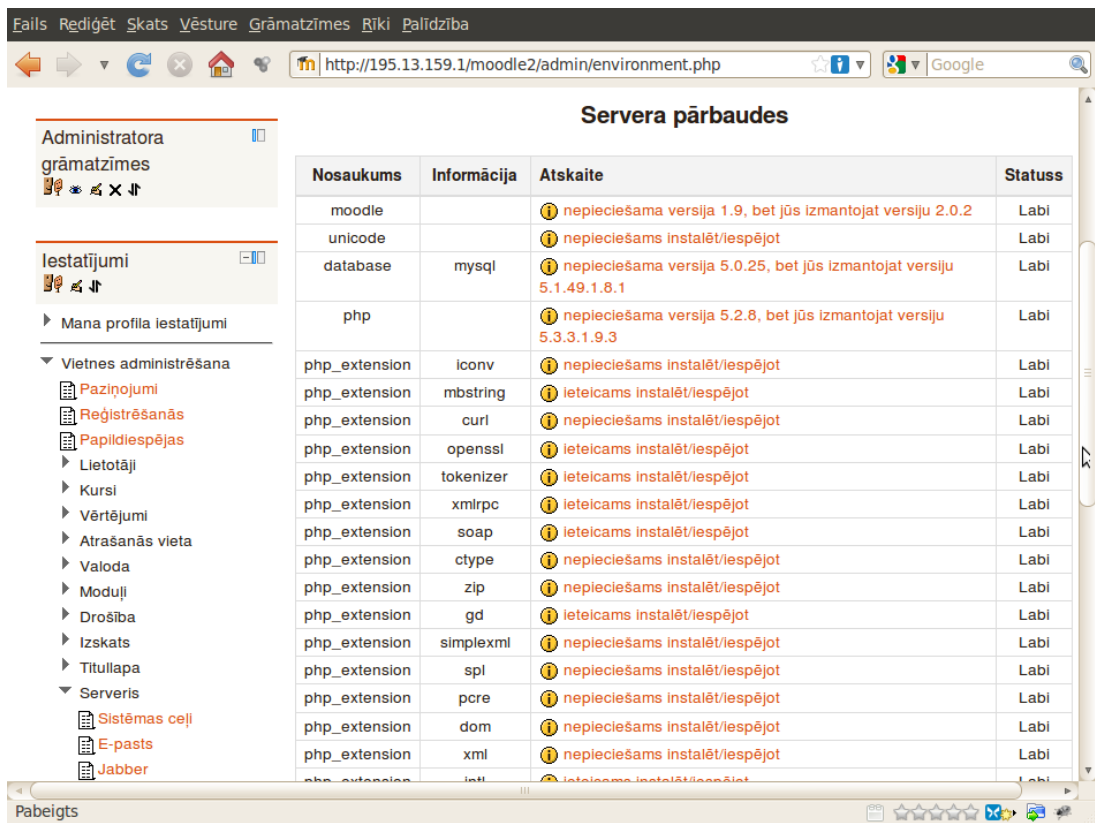 Fails Rediģēt Skats Vēsture Grāmatzīmes Rīki Palīdzība
http://195.13.159.1/moodle2/admin/environment.php Google
Administratora
grāmatzīmes
Iestatījumi
Mana profila iestatījumi
Vietnes administrēšana
Paziņojumi
Reģistrēšanās
Papildiespējas
Lietotāji
Kursi
Vērtējumi
Atrašanās vieta
Valoda
Moduļi
Drošība
Izskats
Titullapa
Serveris
Sistēmas ceļi
E-pasts
Jabber
Servera pārbaudes
Nosaukums Informācija Atskaite Statuss
moodle nepieciešama versija 1.9, bet jūs izmantojat versiju 2.0.2 Labi
unicode nepieciešams instalēt/iespējot Labi
database mysql nepieciešama versija 5.0.25, bet jūs izmantojat versiju Labi
5.1.49.1.8.1
php nepieciešama versija 5.2.8, bet jūs izmantojat versiju Labi
5.3.3.1.9.3
php_extension iconv nepieciešams instalēt/iespējot Labi
php_extension mbstring ieteicams instalēt/iespējot Labi
php_extension curl nepieciešams instalēt/iespējot Labi
php_extension openssl ieteicams instalēt/iespējot Labi
php_extension tokenizer ieteicams instalēt/iespējot Labi
php_extension xmlrpc ieteicams instalēt/iespējot Labi
php_extension soap ieteicams instalēt/iespējot Labi
php_extension ctype nepieciešams instalēt/iespējot Labi
php_extension zip nepieciešams instalēt/iespējot Labi
php_extension gd ieteicams instalēt/iespējot Labi
php_extension simplexml nepieciešams instalēt/iespējot Labi
php_extension spl nepieciešams instalēt/iespējot Labi
php_extension pcre nepieciešams instalēt/iespējot Labi
php_extension dom nepieciešams instalēt/iespējot Labi
php_extension xml nepieciešams instalēt/iespējot Labi
php_extension intl ieteicams instalēt/iespējot Labi
Pabeigts